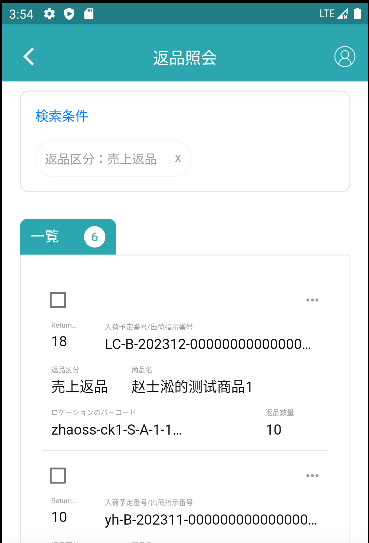 3:54 LTE
返品照会
検索条件
返品区分：売上返品 x
一覧 6
Return... 入荷予定番号/出荷指示番号
18 LC-B-202312-00000000000000...
返品区分 商品名
売上返品 赵士淞的测试商品1
ロケーションのバーコード 返品数量
zhaoss-ck1-S-A-1-1... 10
Return... 入荷予定番号/出荷指示番号
10 yh-B-202311-000000000000000...